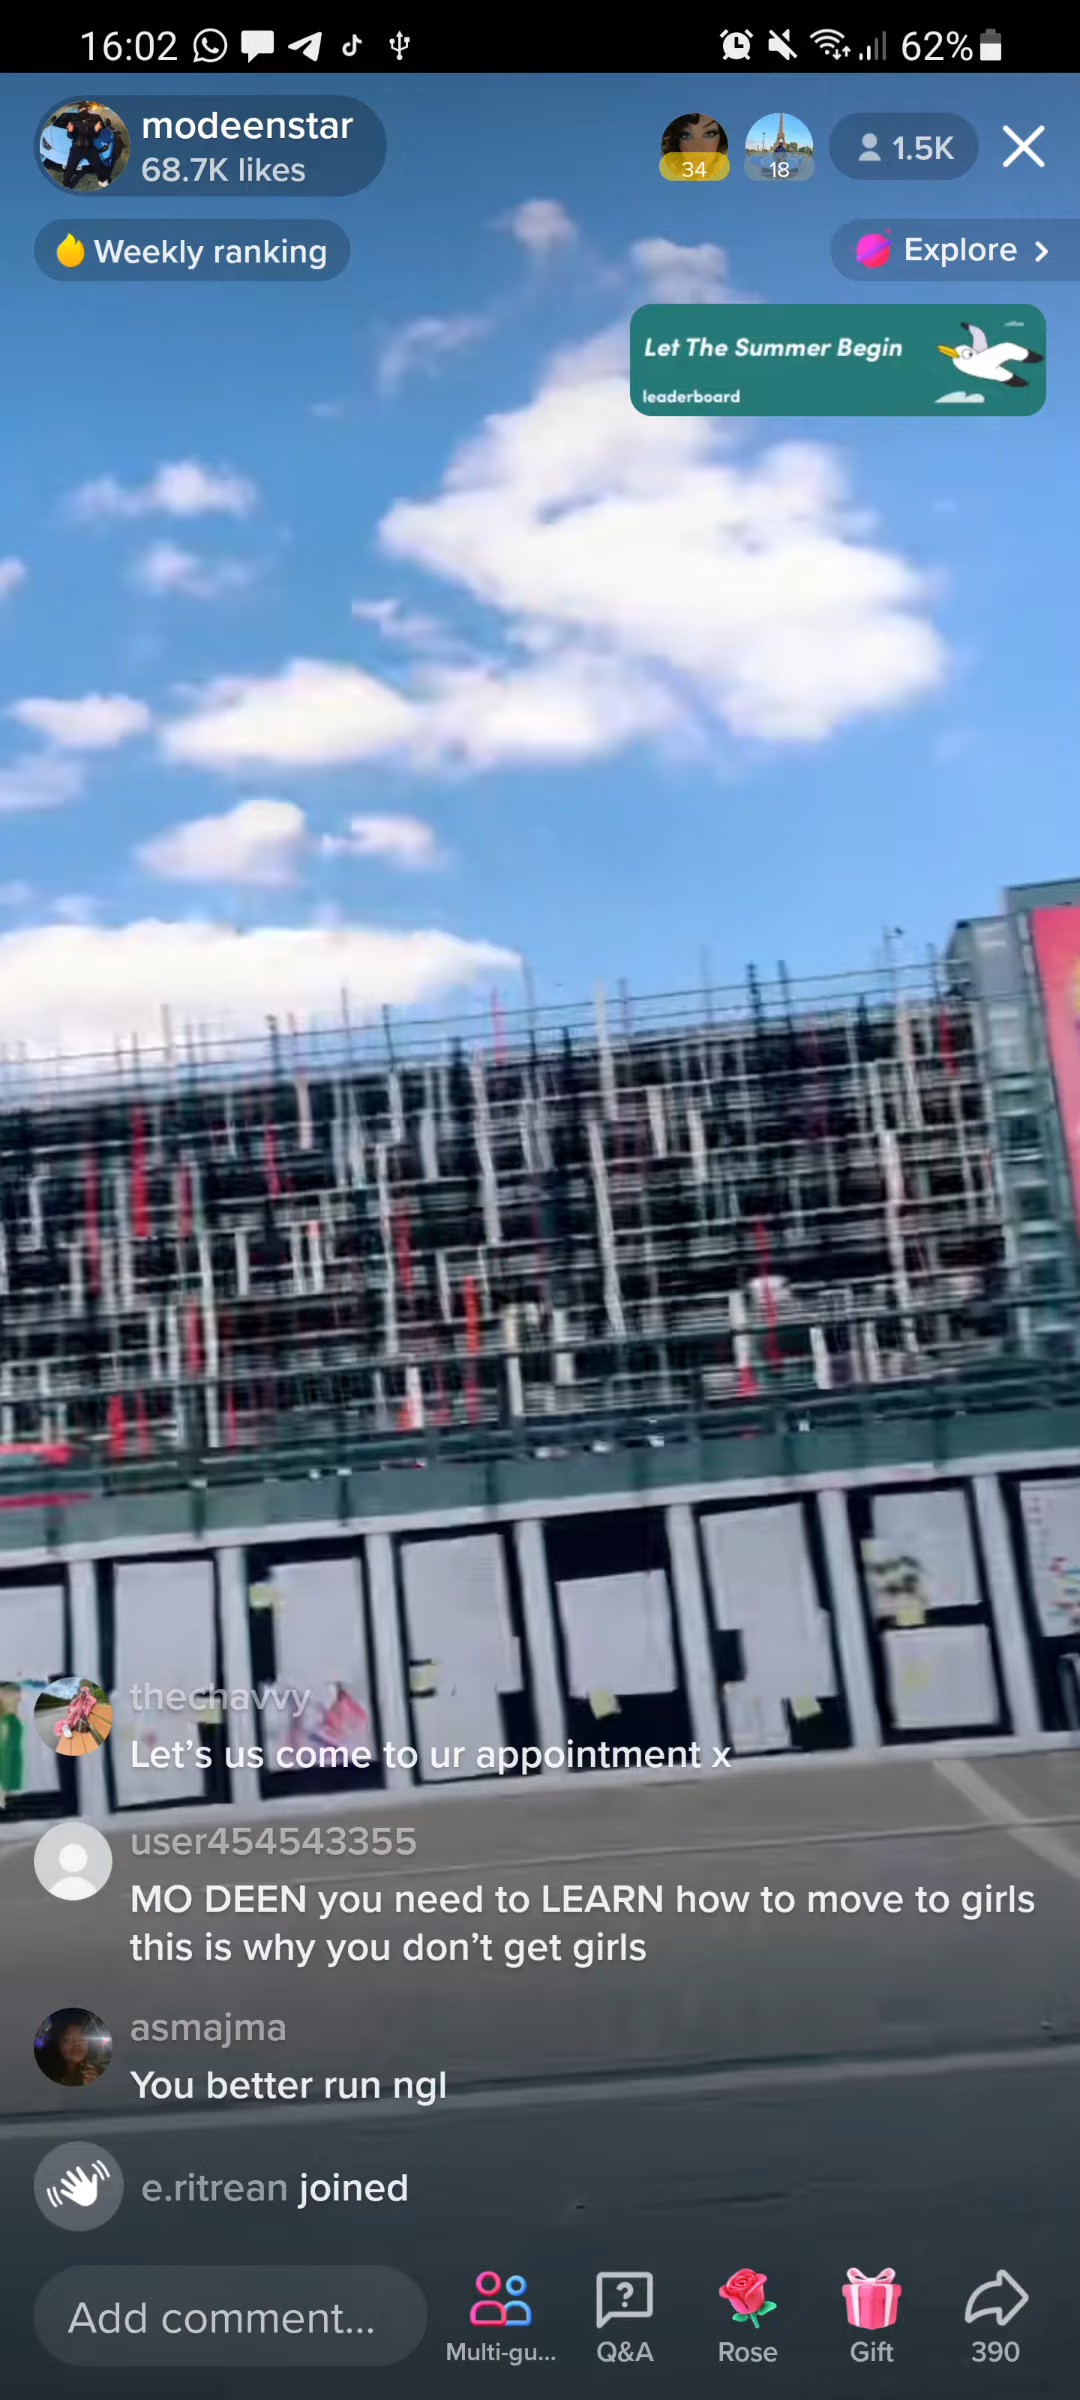 16:02
62%
modeenstar
68.7K likes
34
18
1.5K
Weekly ranking
Explore
Let The Summer Begin
leaderboard
thechavvy
Let’s us come to ur appointment x
user454543355
MO DEEN you need to LEARN how to move to girls
this is why you don’t get girls
asmajma
You better run ngl
e.ritrean joined
Add comment...
Multi-gu...
Q&A
Rose
Gift
390